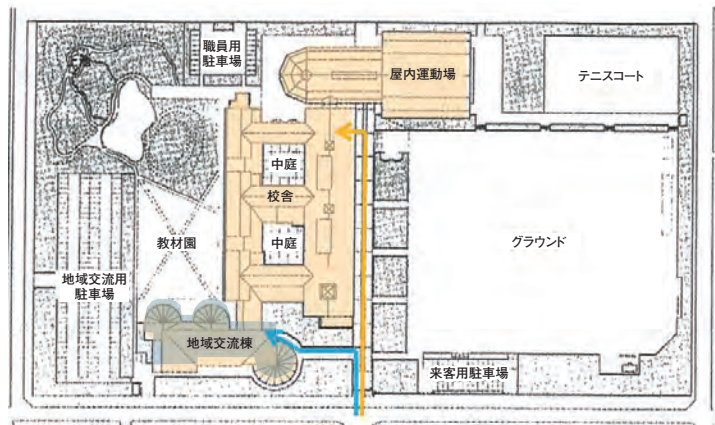 職員用
駐車場
屋内運動場
テニスコート
中庭
校舎
教材園
中庭
グラウンド
地域交流用
駐車場
地域交流棟
来客用駐車場